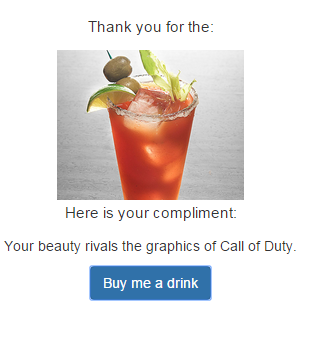 Thank you for the:
Here is your compliment:
Your beauty rivals the graphics of Call of Duty.
Buy me a drink